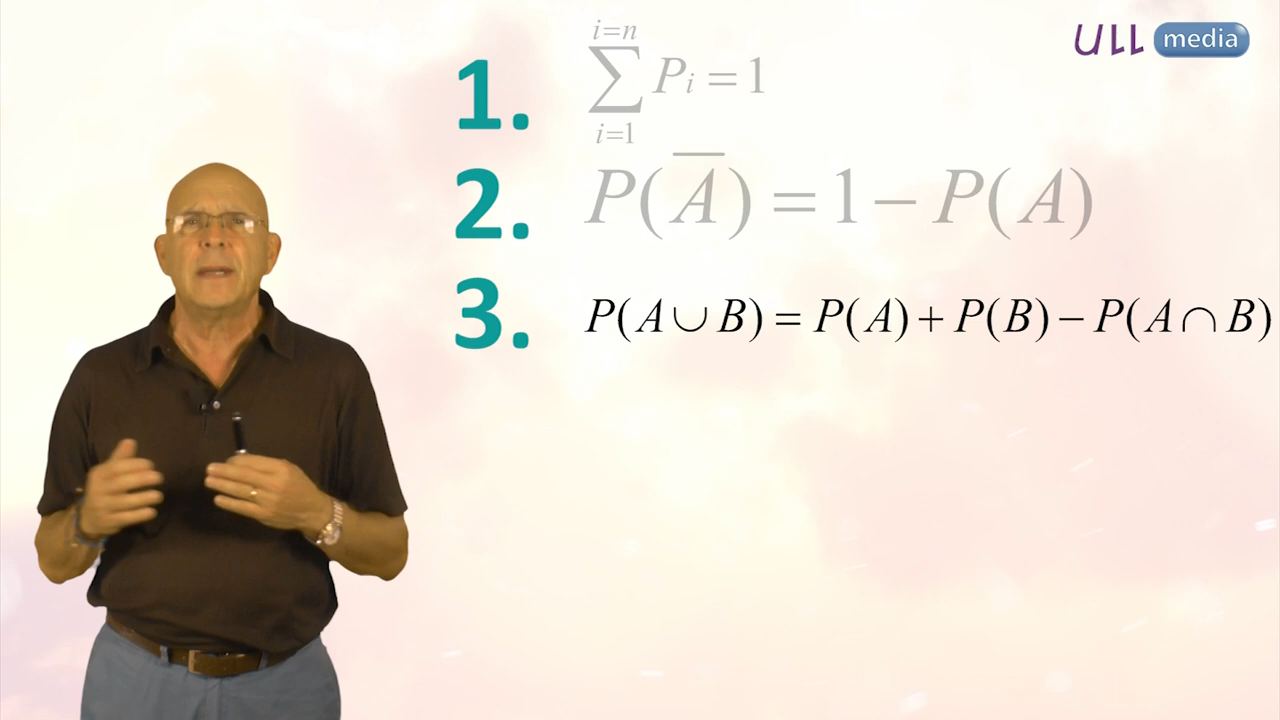 ULL media
1. $\sum_{i=1}^{i=n} P_i = 1$
2. $P(\overline{A}) = 1 - P(A)$
3. $P(A \cup B) = P(A) + P(B) - P(A \cap B)$